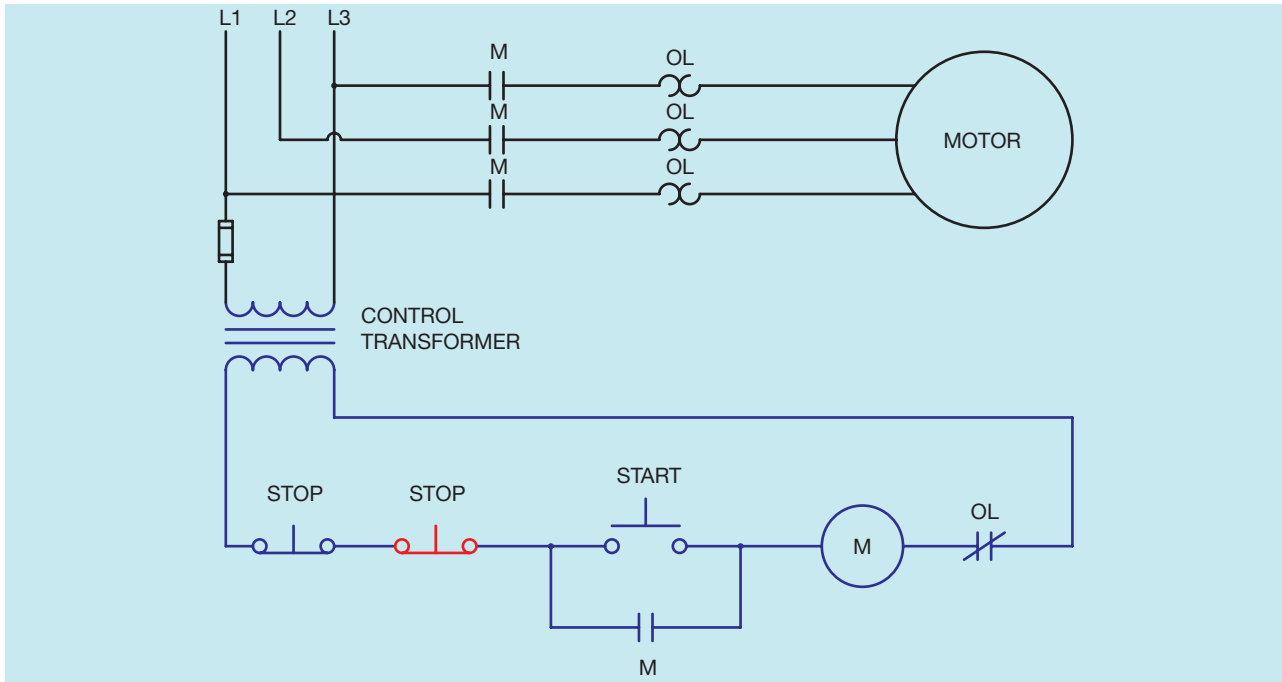 L1 L2 L3
M OL
M OL
MOTOR
M OL
CONTROL
TRANSFORMER
STOP STOP START
OL
M
M